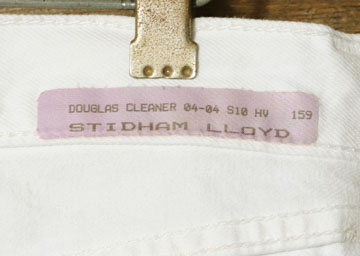 DOUGLAS CLEANER 04-04 S10 HV 159
STIDHAM LLOYD